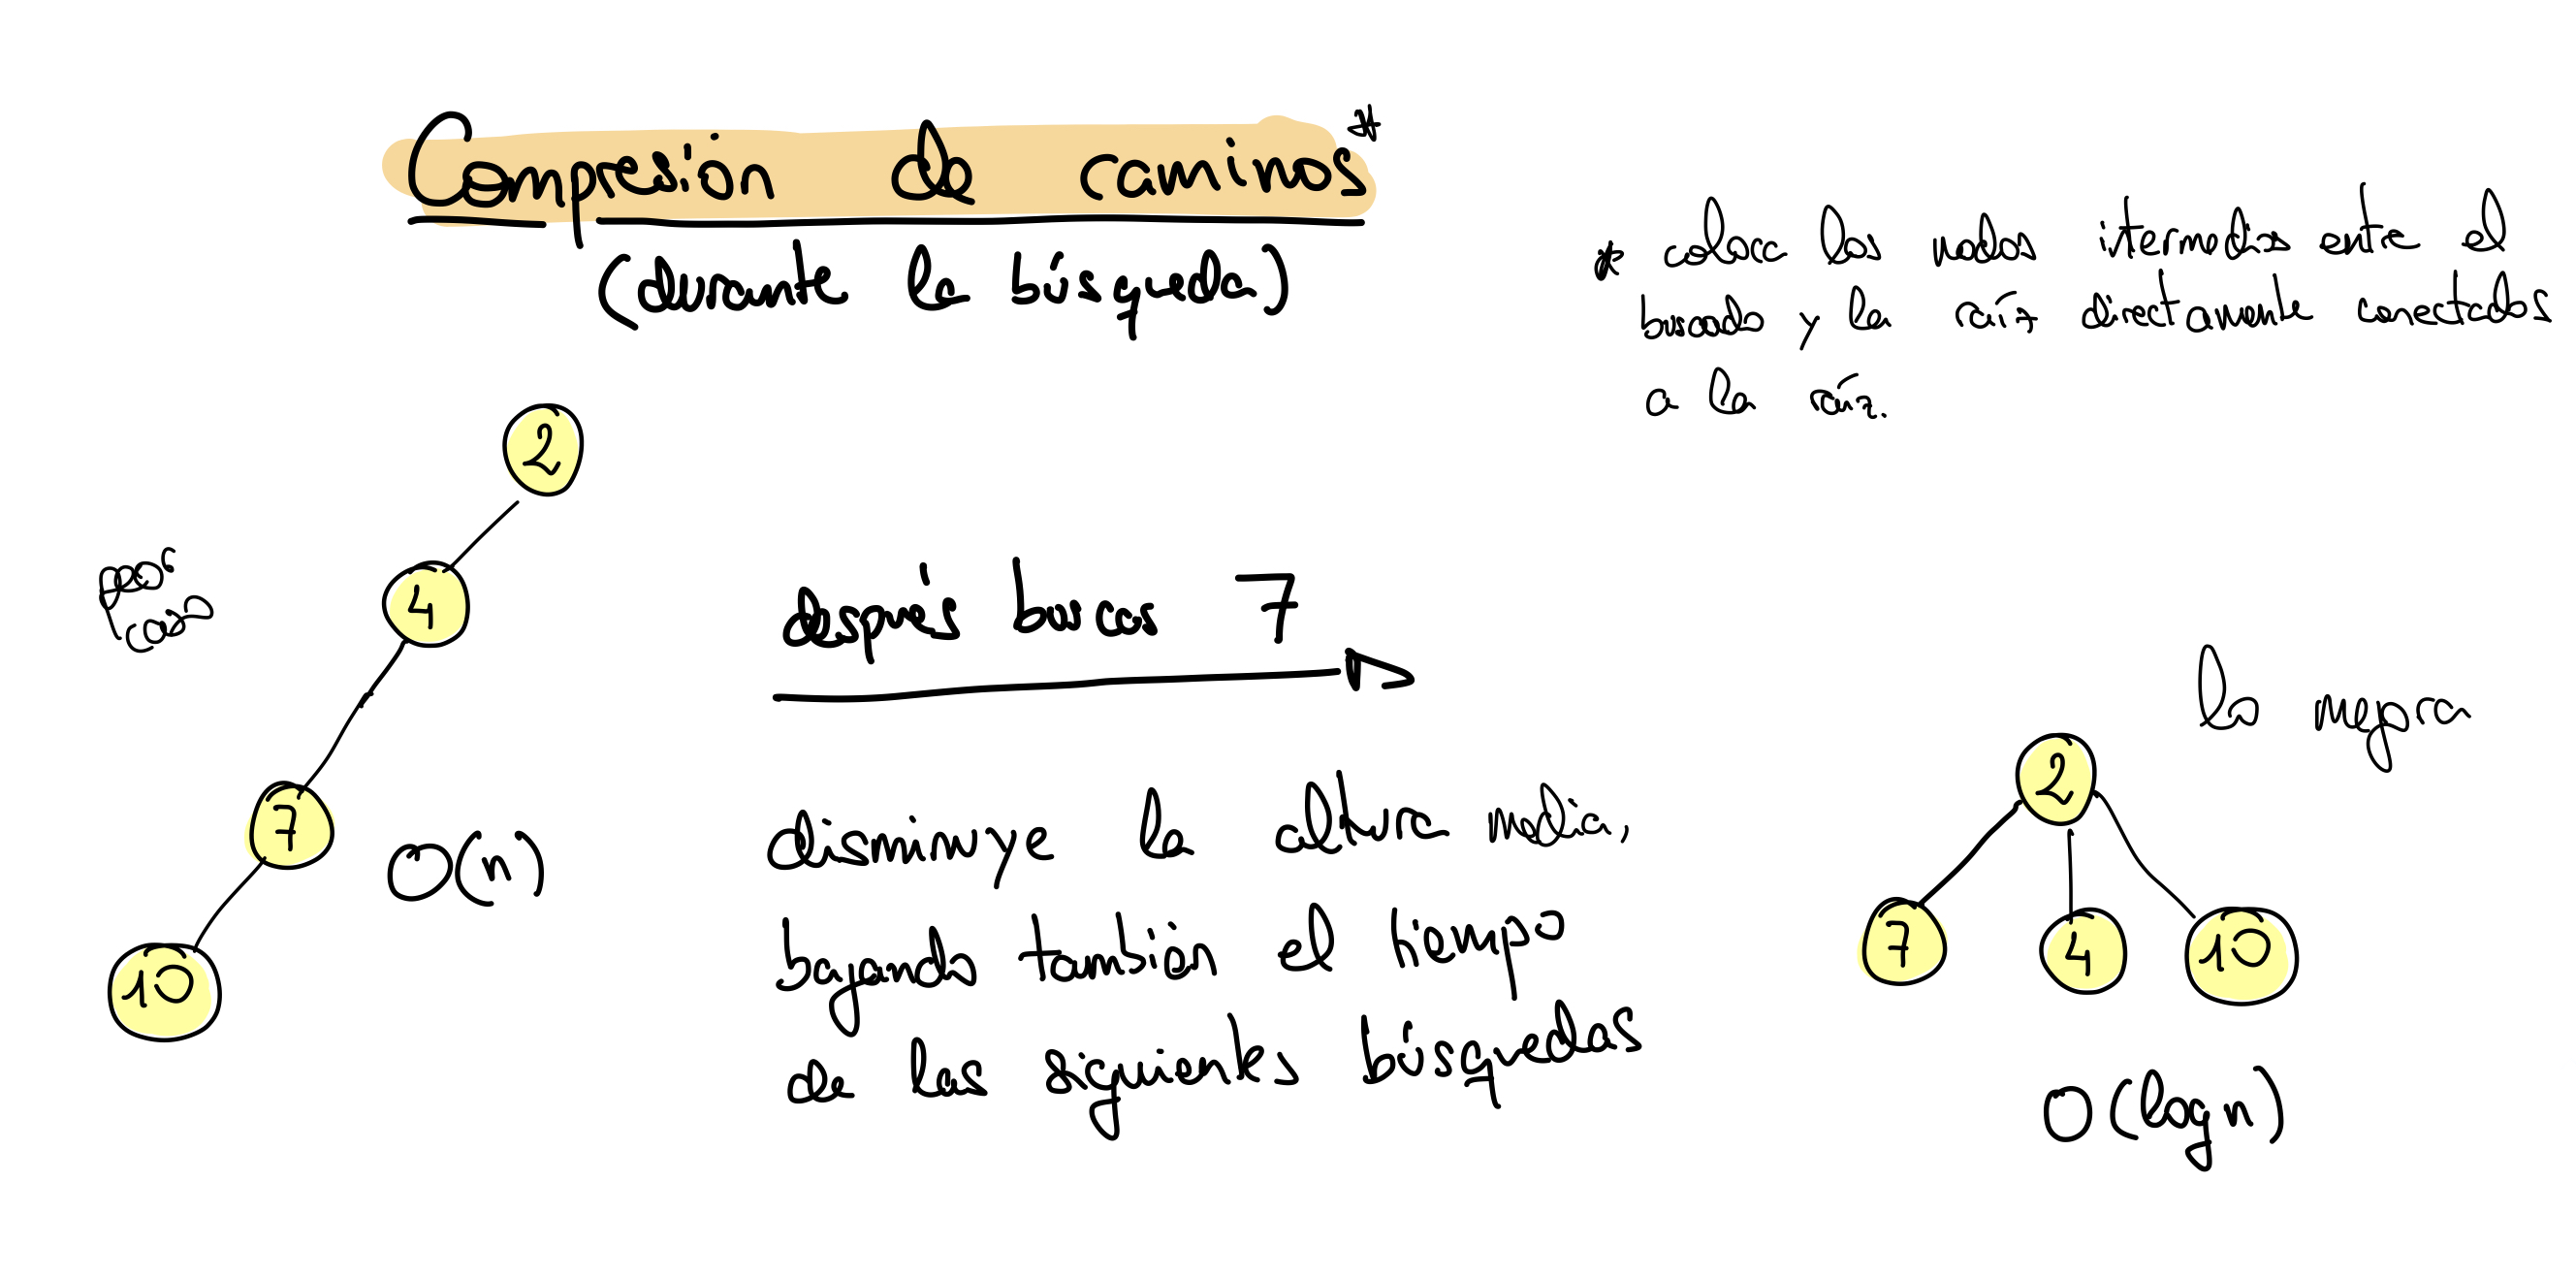 Compresión de caminos*
(durante la búsqueda)
* coloca los nodos intermedios entre el
buscado y la raíz directamente conectados
a la raíz.
peor
caso
2
4
7
10
O(n)
después buscas 7
disminuye la altura media,
bajando también el tiempo
de las siguientes búsquedas
lo mejora
2
7 4 10
O(log n)